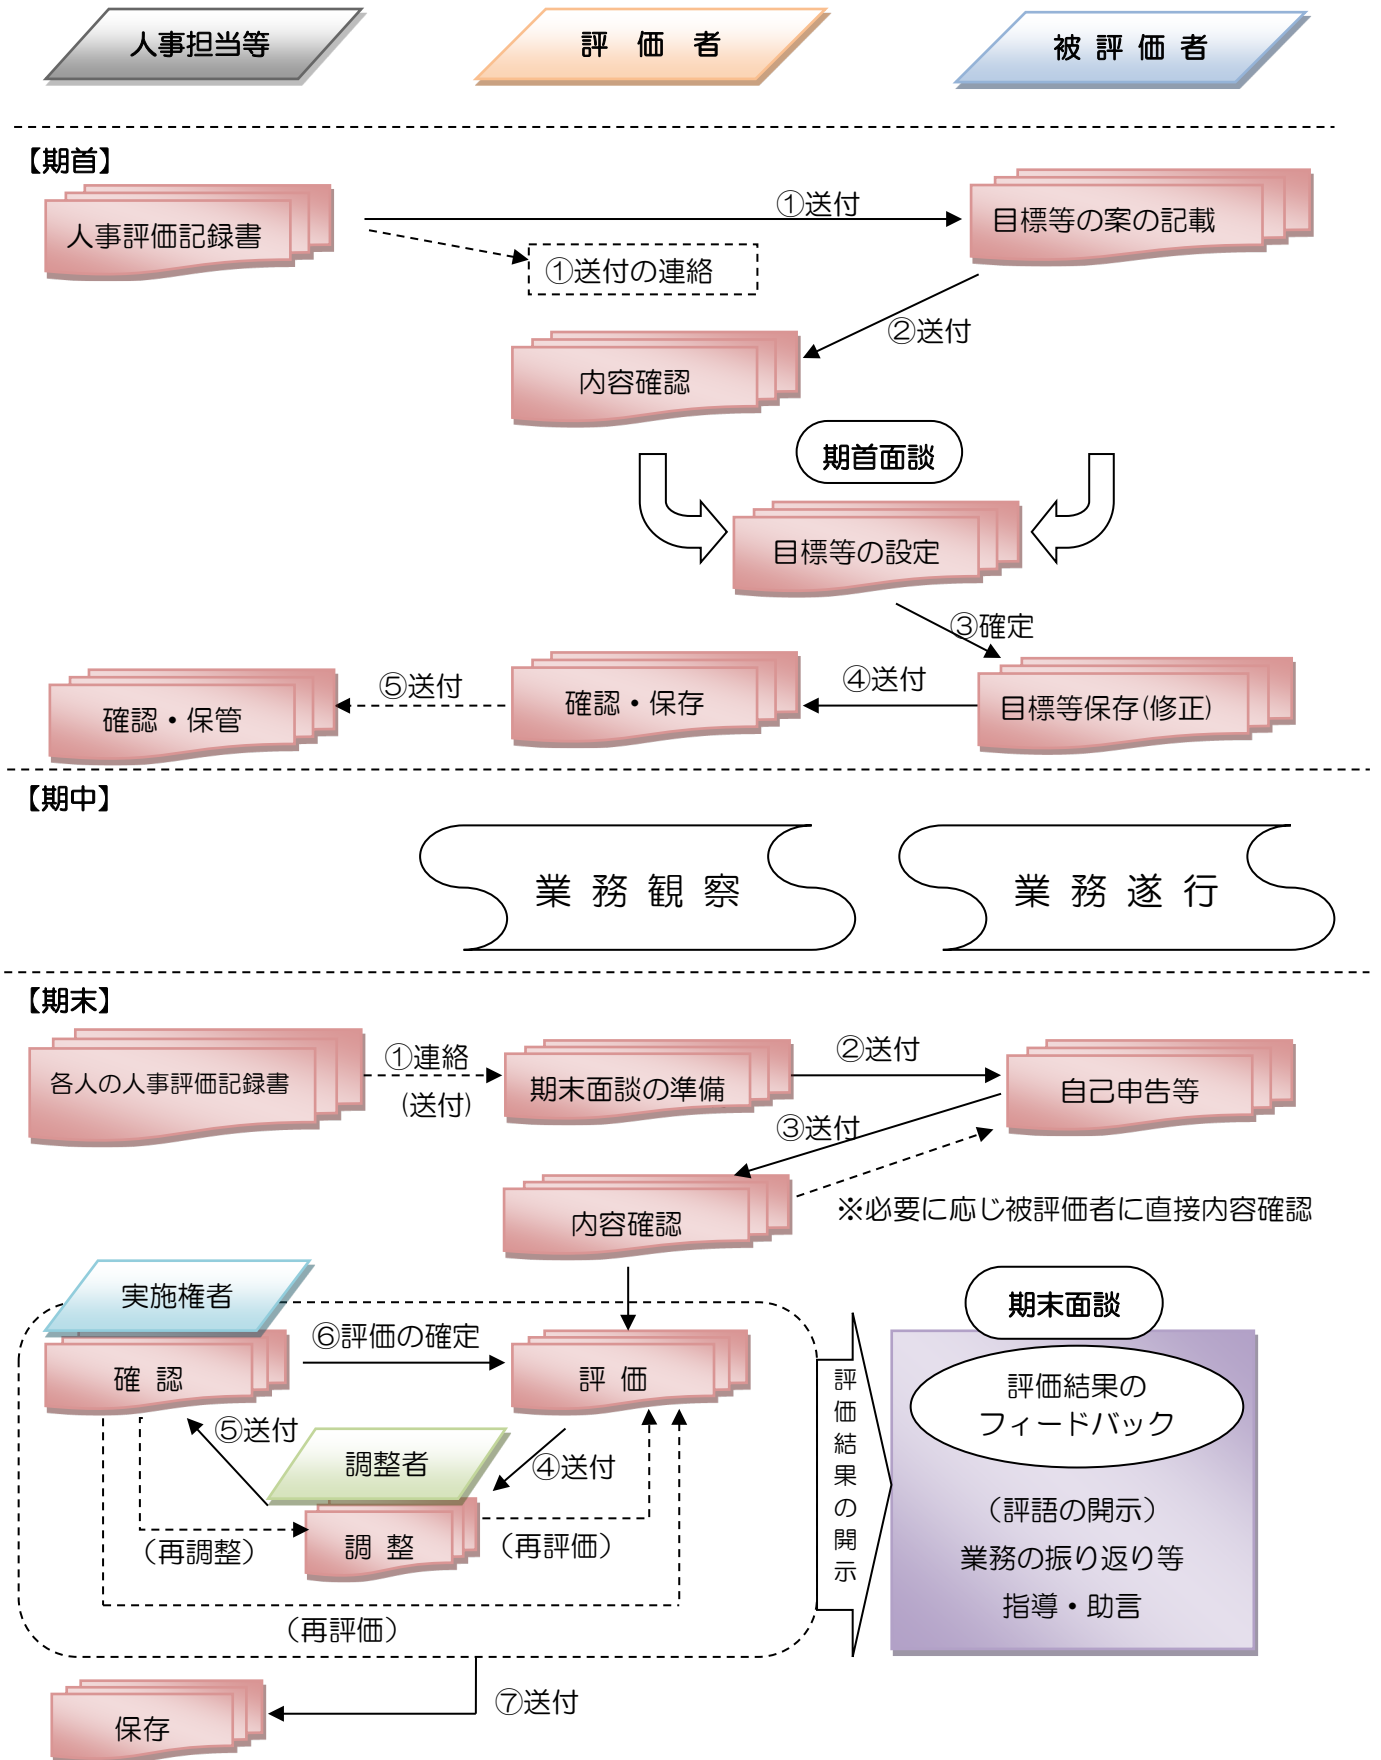 人事担当等
評 価 者
被 評 価 者
【期首】
人事評価記録書
①送付
目標等の案の記載
①送付の連絡
②送付
内容確認
期首面談
目標等の設定
③確定
確認・保管
⑤送付
確認・保存
④送付
目標等保存(修正)
【期中】
業 務 観 察
業 務 遂 行
【期末】
各人の人事評価記録書
①連絡
(送付)
期末面談の準備
②送付
自己申告等
③送付
内容確認
※必要に応じ被評価者に直接内容確認
実施権者
確 認
⑥評価の確定
評 価
⑤送付
調整者
④送付
調 整
（再調整）
（再評価）
（再評価）
評価結果の開示
期末面談
評価結果の
フィードバック
（評語の開示）
業務の振り返り等
指導・助言
⑦送付
保存